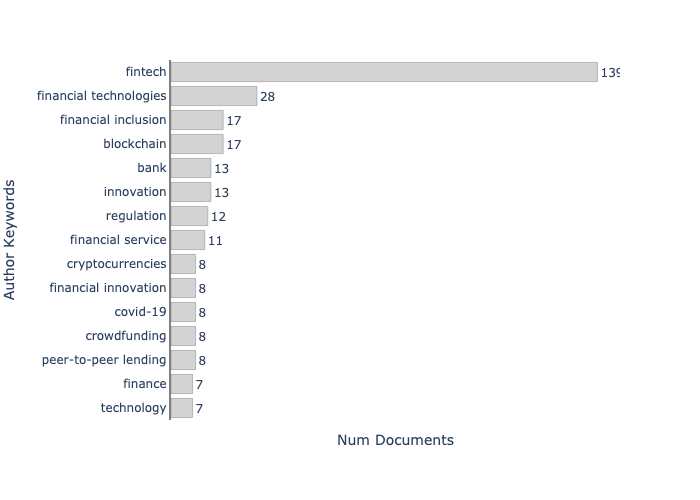 fintech 139
financial technologies 28
financial inclusion 17
blockchain 17
bank 13
innovation 13
regulation 12
financial service 11
cryptocurrencies 8
financial innovation 8
covid-19 8
crowdfunding 8
peer-to-peer lending 8
finance 7
technology 7
Author Keywords
Num Documents